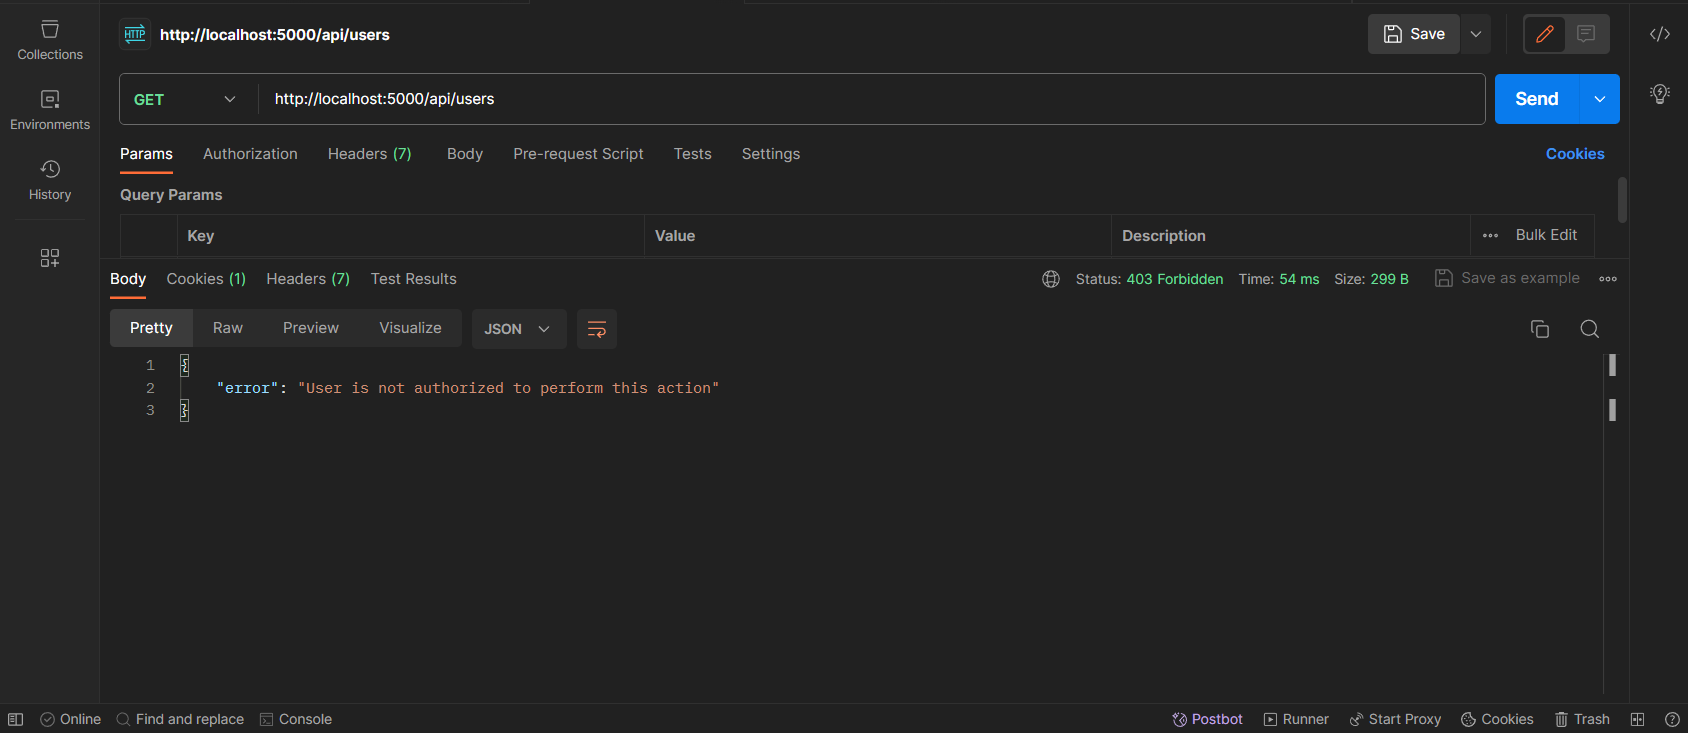 Collections
Environments
History
HTTP http://localhost:5000/api/users
Save
GET http://localhost:5000/api/users
Send
Params Authorization Headers (7) Body Pre-request Script Tests Settings Cookies
Query Params
Key Value Description Bulk Edit
Body Cookies (1) Headers (7) Test Results Status: 403 Forbidden Time: 54 ms Size: 299 B Save as example
Pretty Raw Preview Visualize JSON
1 {
2 "error": "User is not authorized to perform this action"
3 }
Online Find and replace Console Postbot Runner Start Proxy Cookies Trash